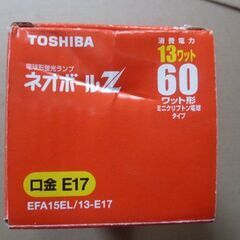 TOSHIBA
電球形蛍光ランプ
ネオボールZ
消費電力
13ワット
60
ワット形
ミニクリプトン電球
タイプ
口金 E17
EFA15EL/13-E17